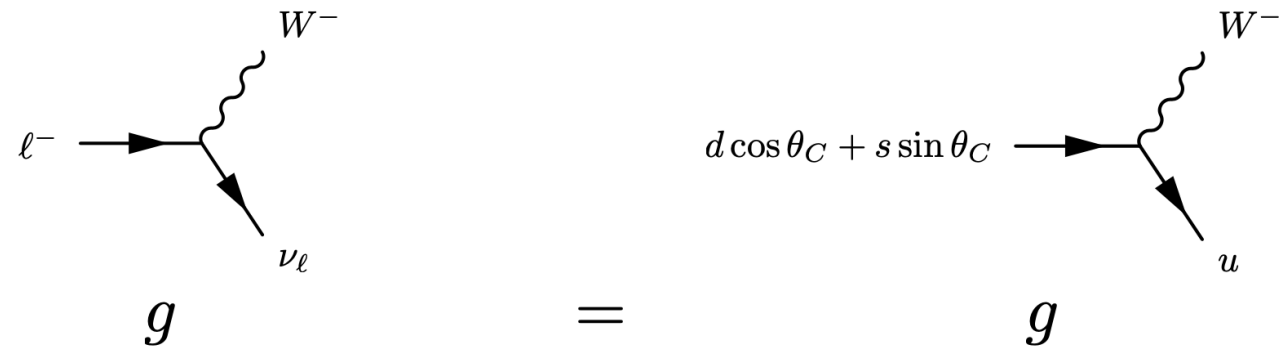 W⁻ W⁻
ℓ⁻ d cos θ_C + s sin θ_C
ν_ℓ u
g = g